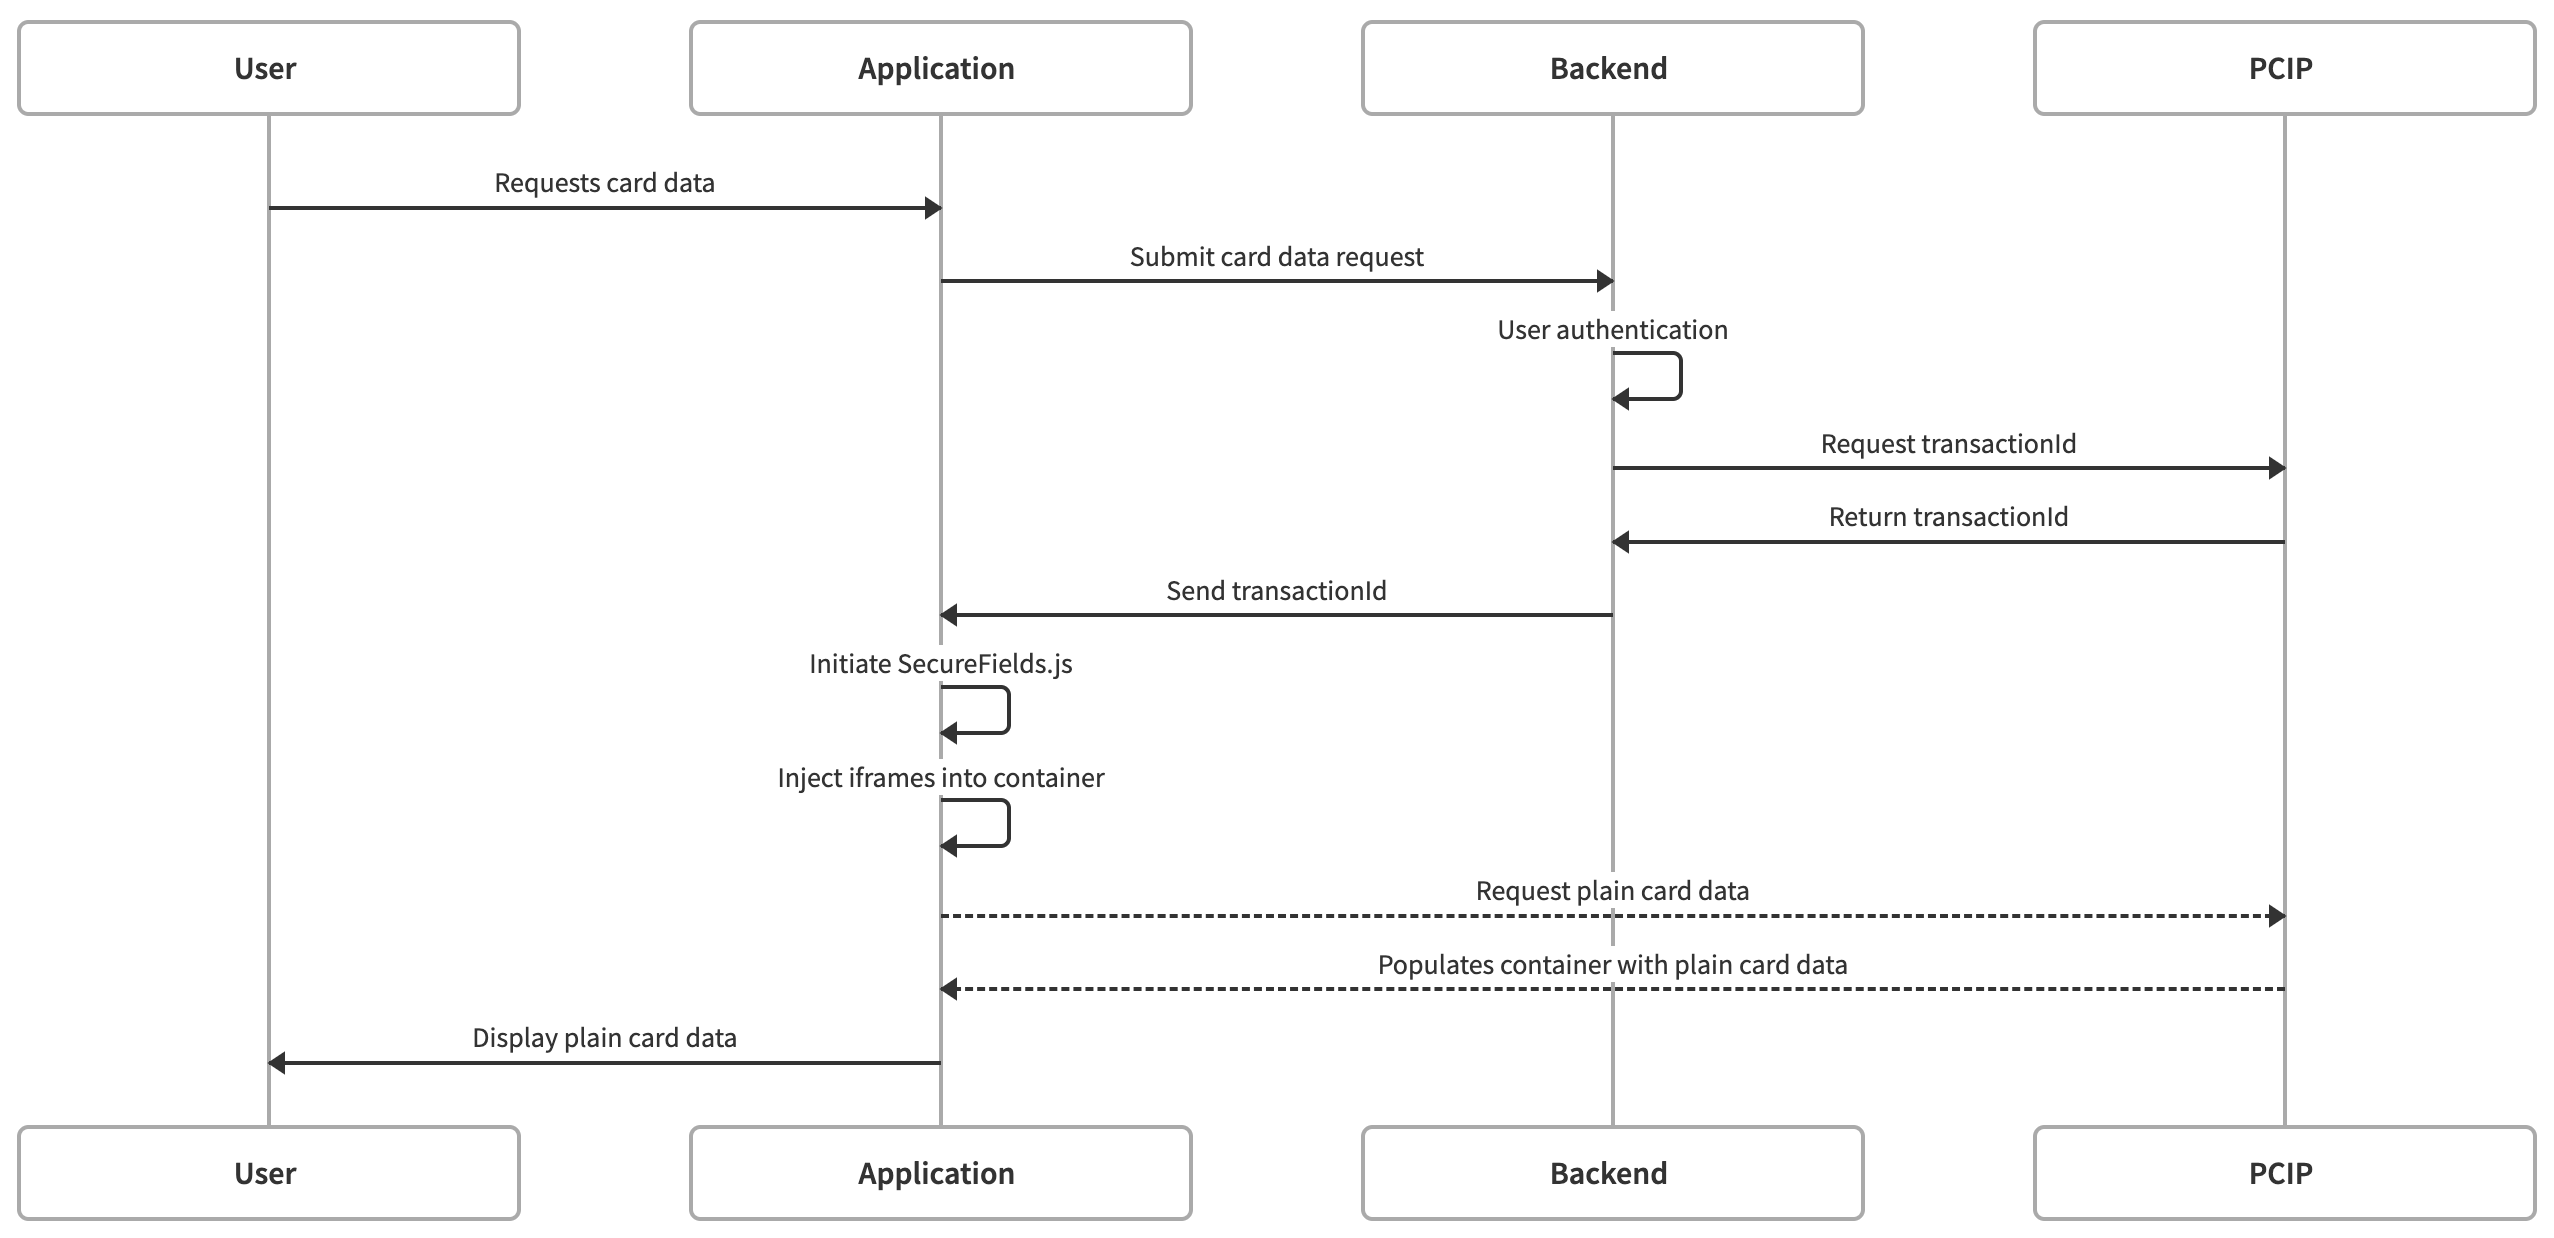 User
Application
Backend
PCIP
Requests card data
Submit card data request
User authentication
Request transactionId
Return transactionId
Send transactionId
Initiate SecureFields.js
Inject iframes into container
Request plain card data
Populates container with plain card data
Display plain card data
User
Application
Backend
PCIP